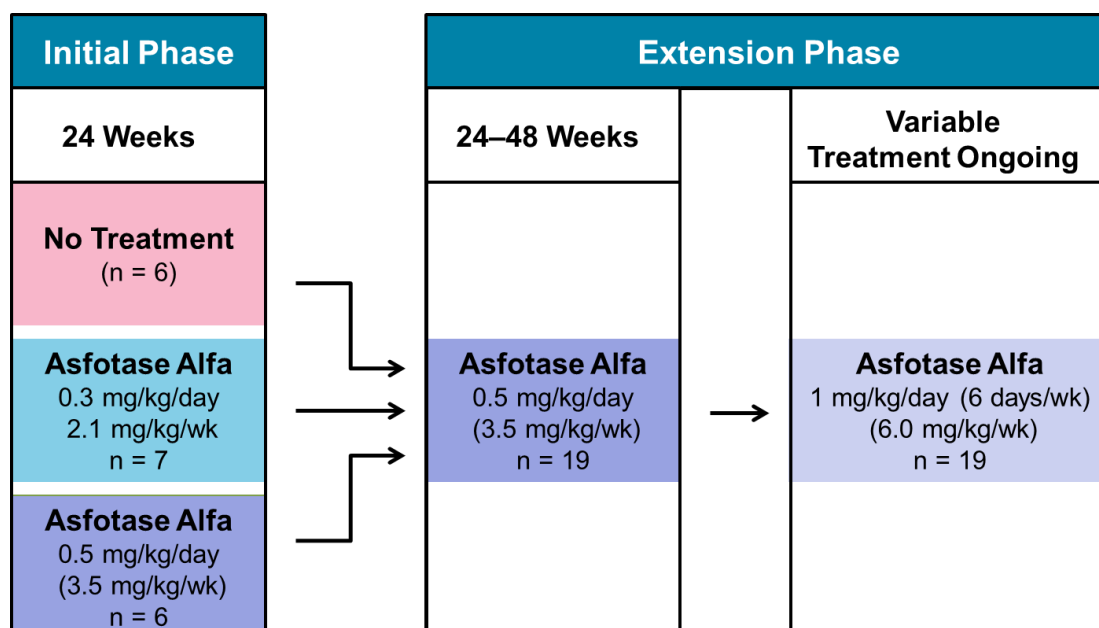 Initial Phase
24 Weeks
No Treatment
(n = 6)
Asfotase Alfa
0.3 mg/kg/day
2.1 mg/kg/wk
n = 7
Asfotase Alfa
0.5 mg/kg/day
(3.5 mg/kg/wk)
n = 6
Extension Phase
24–48 Weeks
Asfotase Alfa
0.5 mg/kg/day
(3.5 mg/kg/wk)
n = 19
Variable
Treatment Ongoing
Asfotase Alfa
1 mg/kg/day (6 days/wk)
(6.0 mg/kg/wk)
n = 19